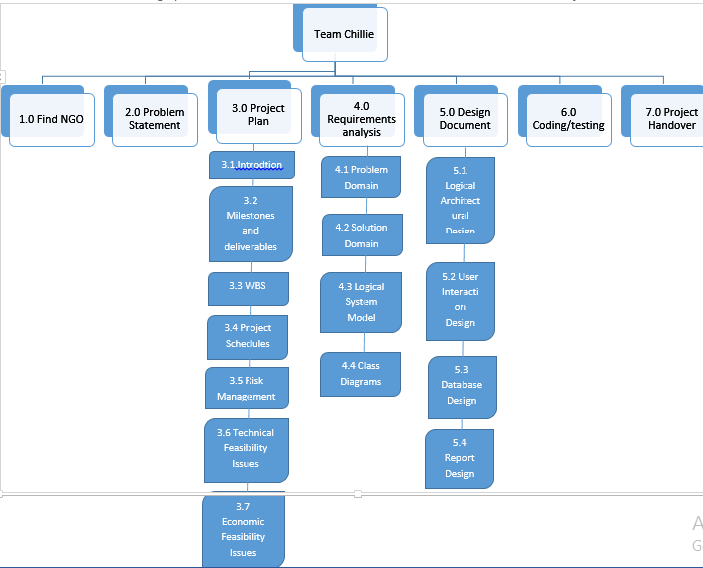 Team Chillie
1.0 Find NGO
2.0 Problem
Statement
3.0 Project
Plan
4.0
Requirements
analysis
5.0 Design
Document
6.0
Coding/testing
7.0 Project
Handover
3.1.Introdtion
3.2
Milestones
and
deliverables
3.3 WBS
3.4 Project
Schedules
3.5 Risk
Management
3.6 Technical
Feasibility
Issues
3.7
Economic
Feasibility
Issues
4.1 Problem
Domain
4.2 Solution
Domain
4.3 Logical
System
Model
4.4 Class
Diagrams
5.1
Logical
Architect
ural
Design
5.2 User
Interacti
on
Design
5.3
Database
Design
5.4
Report
Design